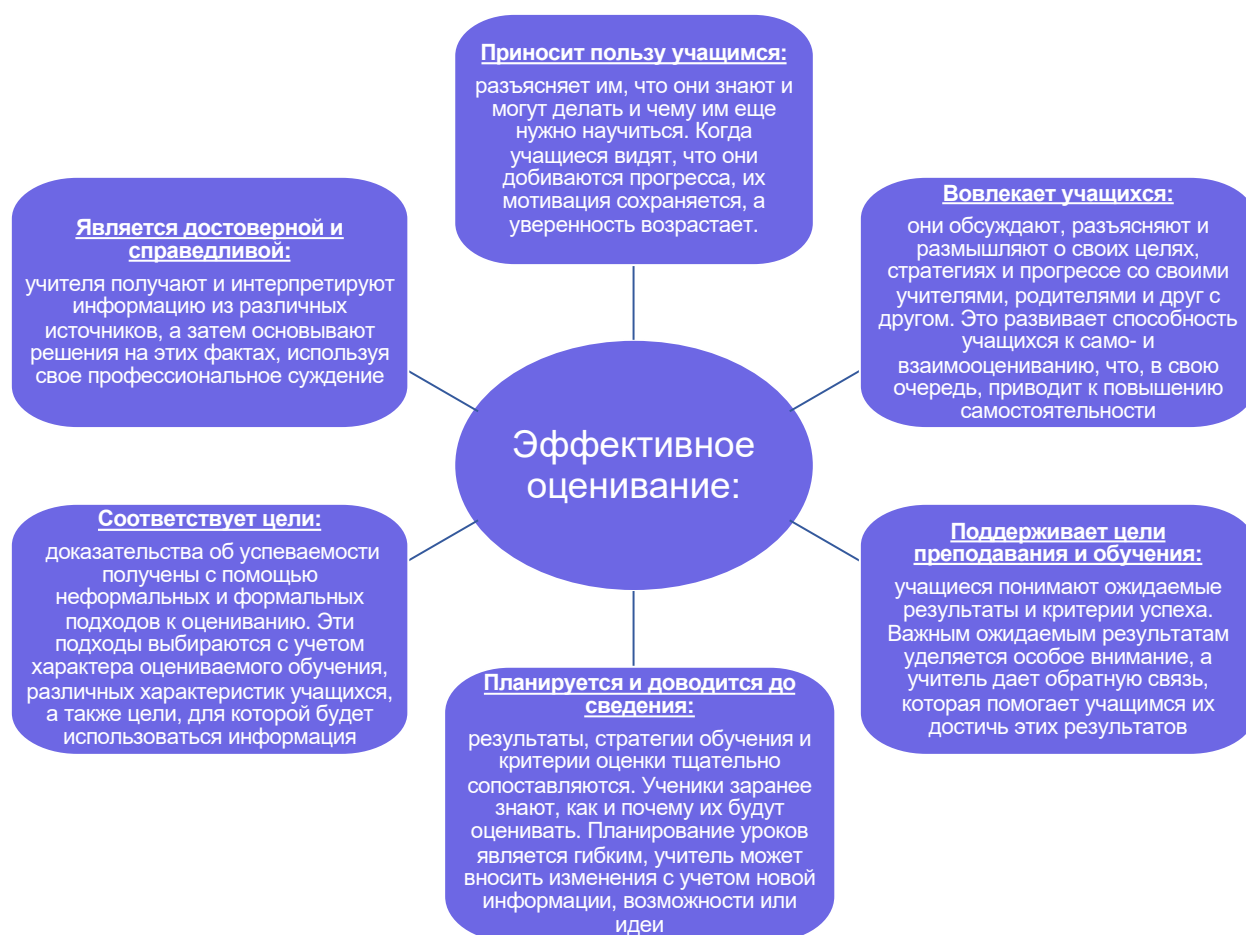 Приносит пользу учащимся:
разъясняет им, что они знают и
могут делать и чему им еще
нужно научиться. Когда
учащиеся видят, что они
добиваются прогресса, их
мотивация сохраняется, а
уверенность возрастает.
Вовлекает учащихся:
они обсуждают, разъясняют и
размышляют о своих целях,
стратегиях и прогрессе со своими
учителями, родителями и друг с
другом. Это развивает способность
учащихся к само- и
взаимооцениванию, что, в свою
очередь, приводит к повышению
самостоятельности
Поддерживает цели
преподавания и обучения:
учащиеся понимают ожидаемые
результаты и критерии успеха.
Важным ожидаемым результатам
уделяется особое внимание, а
учитель дает обратную связь,
которая помогает учащимся их
достичь этих результатов
Планируется и доводится до
сведения:
результаты, стратегии обучения и
критерии оценки тщательно
сопоставляются. Ученики заранее
знают, как и почему их будут
оценивать. Планирование уроков
является гибким, учитель может
вносить изменения с учетом новой
информации, возможности или
идеи
Соответствует цели:
доказательства об успеваемости
получены с помощью
неформальных и формальных
подходов к оцениванию. Эти
подходы выбираются с учетом
характера оцениваемого обучения,
различных характеристик учащихся,
а также цели, для которой будет
использоваться информация
Является достоверной и
справедливой:
учителя получают и интерпретируют
информацию из различных
источников, а затем основывают
решения на этих фактах, используя
свое профессиональное суждение
Эффективное
оценивание: